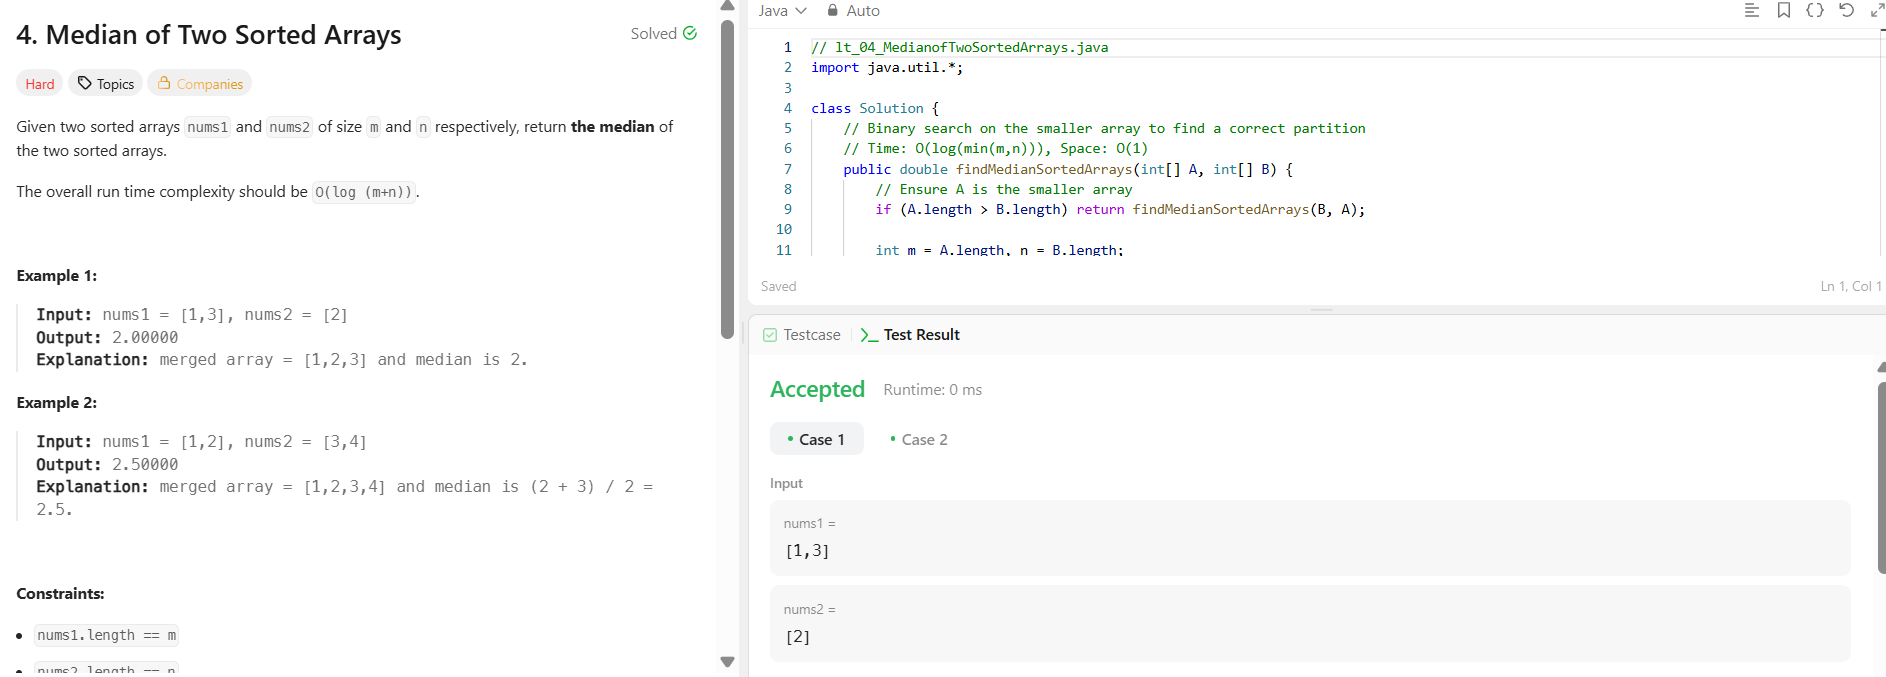 4. Median of Two Sorted Arrays
Solved
Hard
Topics
Companies
Given two sorted arrays nums1 and nums2 of size m and n respectively, return the median of
the two sorted arrays.
The overall run time complexity should be O(log (m+n)).
Example 1:
Input: nums1 = [1,3], nums2 = [2]
Output: 2.00000
Explanation: merged array = [1,2,3] and median is 2.
Example 2:
Input: nums1 = [1,2], nums2 = [3,4]
Output: 2.50000
Explanation: merged array = [1,2,3,4] and median is (2 + 3) / 2 =
2.5.
Constraints:
• nums1.length == m
• nums2.length == n
Java
Auto
1 // lt_04_MedianofTwoSortedArrays.java
2 import java.util.*;
3
4 class Solution {
5 // Binary search on the smaller array to find a correct partition
6 // Time: O(log(min(m,n))), Space: O(1)
7 public double findMedianSortedArrays(int[] A, int[] B) {
8 // Ensure A is the smaller array
9 if (A.length > B.length) return findMedianSortedArrays(B, A);
10
11 int m = A.length, n = B.length;
Saved
Ln 1, Col 1
Testcase
>_ Test Result
Accepted
Runtime: 0 ms
• Case 1
• Case 2
Input
nums1 =
[1,3]
nums2 =
[2]